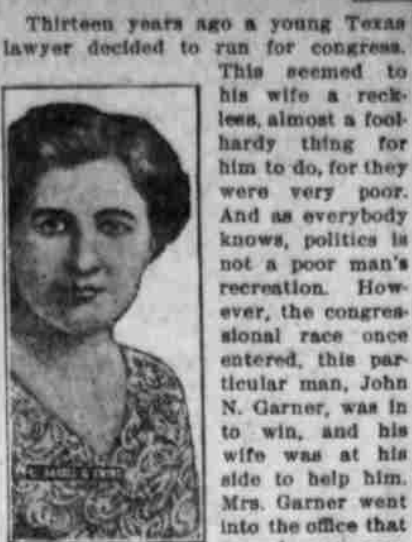 Thirteen years ago a young Texas
lawyer decided to run for congress.
This seemed to
his wife a reck-
less, almost a fool-
hardy thing for
him to do, for they
were very poor.
And as everybody
knows, politics is
not a poor man's
recreation. How-
ever, the congres-
sional race once
entered, this par-
ticular man, John
N. Garner, was in
to win, and his
wife was at his
side to help him.
Mrs. Garner went
into the office that